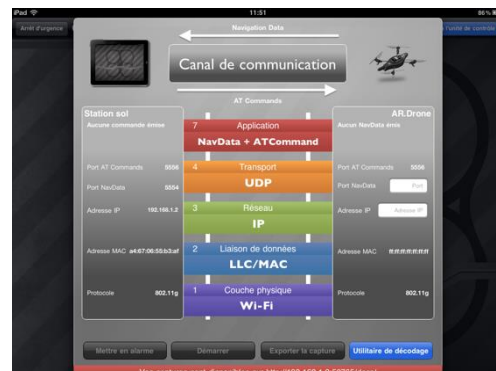 iPad
11:51
86%
Arrêt d'urgence
l'unité de contrôle
Navigation Data
Canal de communication
AT Commands
Station sol
AR.Drone
Aucune commande émise
7 Application
Aucun NavData émis
NavData + ATCommand
Port AT Commands 5556
4 Transport
Port AT Commands 5556
UDP
Port NavData 5554
Port NavData Port
Adresse IP 192.168.1.2
3 Réseau
Adresse IP Adresse IP
IP
Adresse MAC a4:67:06:55:b3:af
2 Liaison de données
Adresse MAC ff:ff:ff:ff:ff:ff
LLC/MAC
Protocole 802.11g
1 Couche physique
Protocole 802.11g
Wi-Fi
Mettre en alarme
Démarrer
Exporter la capture
Utilitaire de décodage